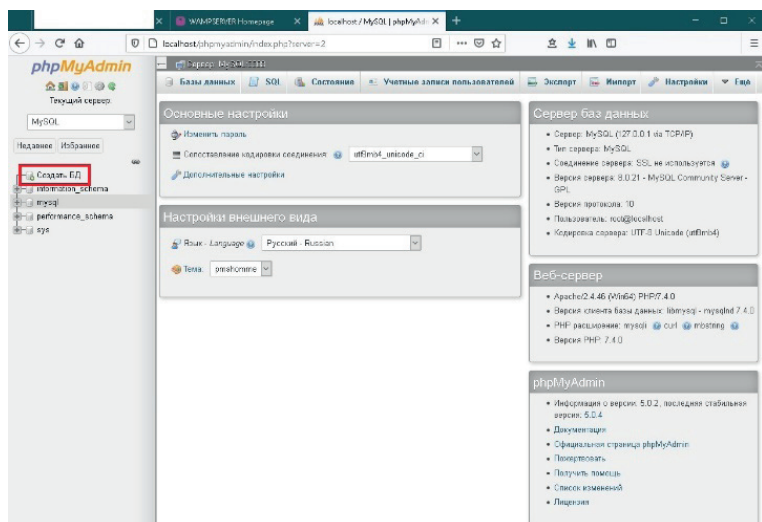 WAMPSERVER Homepage
localhost / MySQL | phpMyAdm
localhost/phpmyadmin/index.php?server=2
phpMyAdmin
Текущий сервер:
MySQL
Недавнее Избранное
Создать БД
information_schema
mysql
performance_schema
sys
Базы данных SQL Состояние Учетные записи пользователей Экспорт Импорт Настройки Ещё
Основные настройки
Изменить пароль
Сопоставление кодировки соединения: utf8mb4_unicode_ci
Дополнительные настройки
Настройки внешнего вида
Язык - Language Русский - Russian
Тема: pmahomme
Сервер баз данных
Сервер: MySQL (127.0.0.1 via TCP/IP)
Тип сервера: MySQL
Соединение сервера: SSL не используется
Версия сервера: 8.0.21 - MySQL Community Server -
GPL
Версия протокола: 10
Пользователь: root@localhost
Кодировка сервера: UTF-8 Unicode (utf8mb4)
Веб-сервер
Apache/2.4.46 (Win64) PHP/7.4.0
Версия клиента базы данных: libmysql - mysqlnd 7.4.0
PHP расширение: mysqli curl mbstring
Версия PHP: 7.4.0
phpMyAdmin
Информация о версии: 5.0.2, последняя стабильная
версия: 5.0.4
Документация
Официальная страница phpMyAdmin
Пожертвовать
Получить помощь
Список изменений
Лицензия